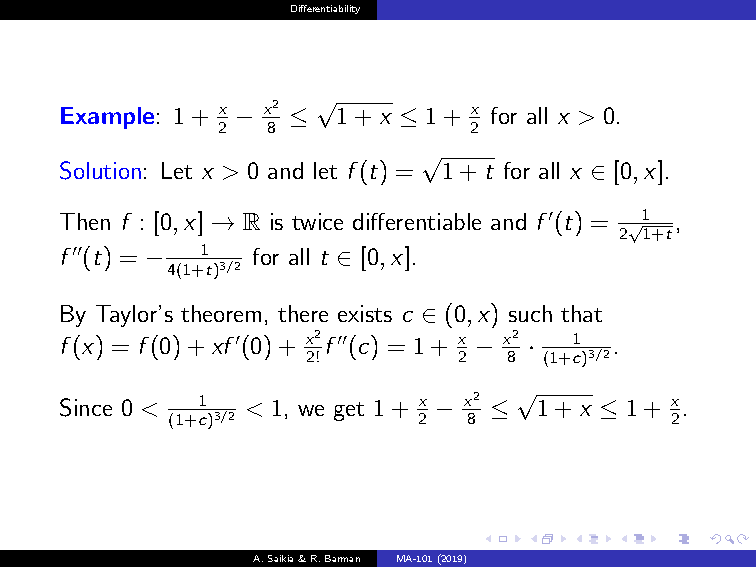 Differentiability
Example: 1 + x/2 − x²/8 ≤ √(1 + x) ≤ 1 + x/2 for all x > 0.
Solution: Let x > 0 and let f(t) = √(1 + t) for all x ∈ [0, x].
Then f : [0, x] → ℝ is twice differentiable and f′(t) = 1/(2√(1+t)),
f″(t) = − 1/(4(1+t)^{3/2}) for all t ∈ [0, x].
By Taylor's theorem, there exists c ∈ (0, x) such that
f(x) = f(0) + xf′(0) + x²/2! f″(c) = 1 + x/2 − x²/8 · 1/(1+c)^{3/2}.
Since 0 < 1/(1+c)^{3/2} < 1, we get 1 + x/2 − x²/8 ≤ √(1 + x) ≤ 1 + x/2.
A. Saikia & R. Barman MA-101 (2019)